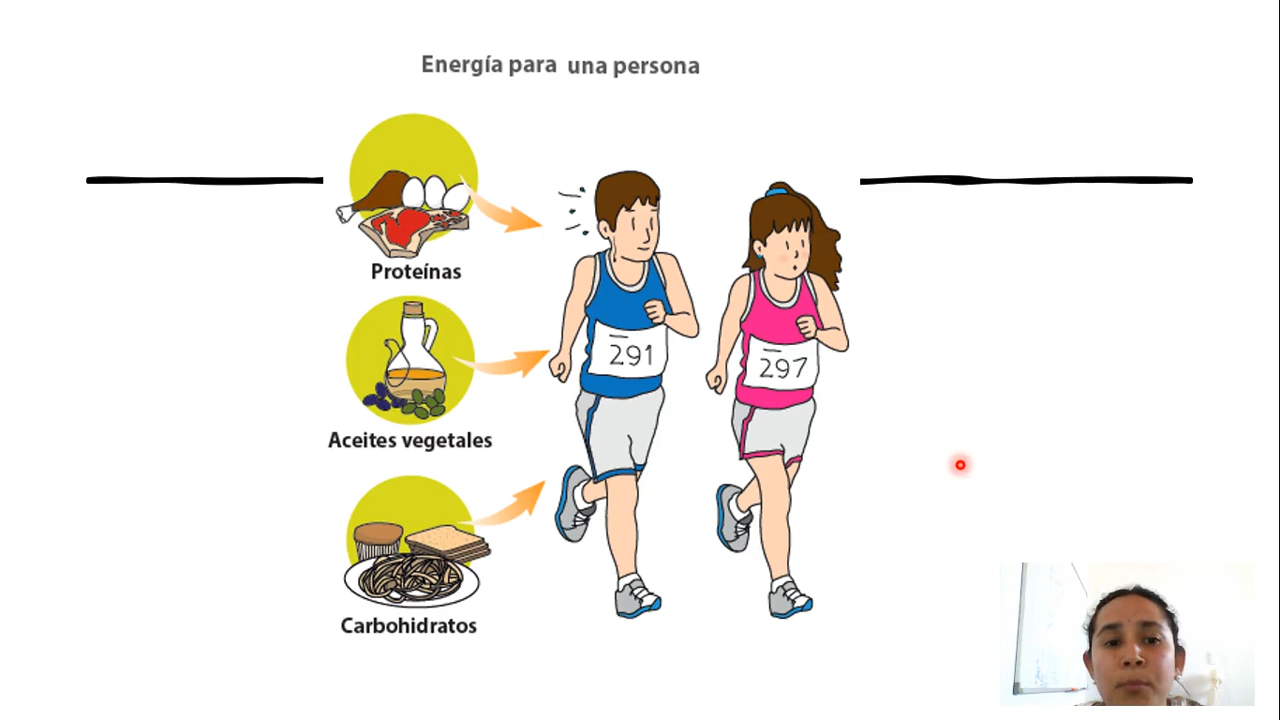 Energía para una persona
Proteínas
291
297
Aceites vegetales
Carbohidratos